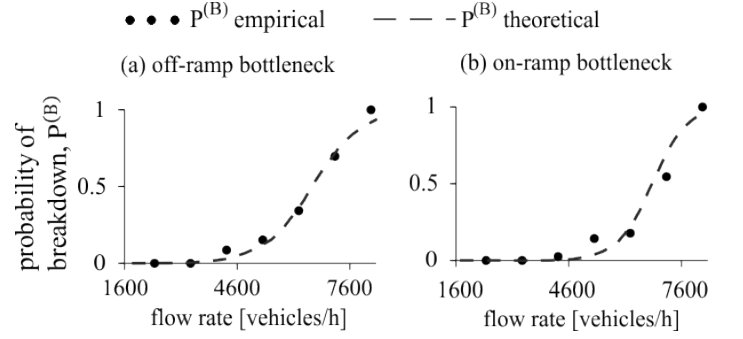 P(B) empirical P(B) theoretical
(a) off-ramp bottleneck (b) on-ramp bottleneck
probability of
breakdown, P(B)
1
0.5
0
1600 4600 7600
flow rate [vehicles/h]
1
0.5
0
1600 4600 7600
flow rate [vehicles/h]